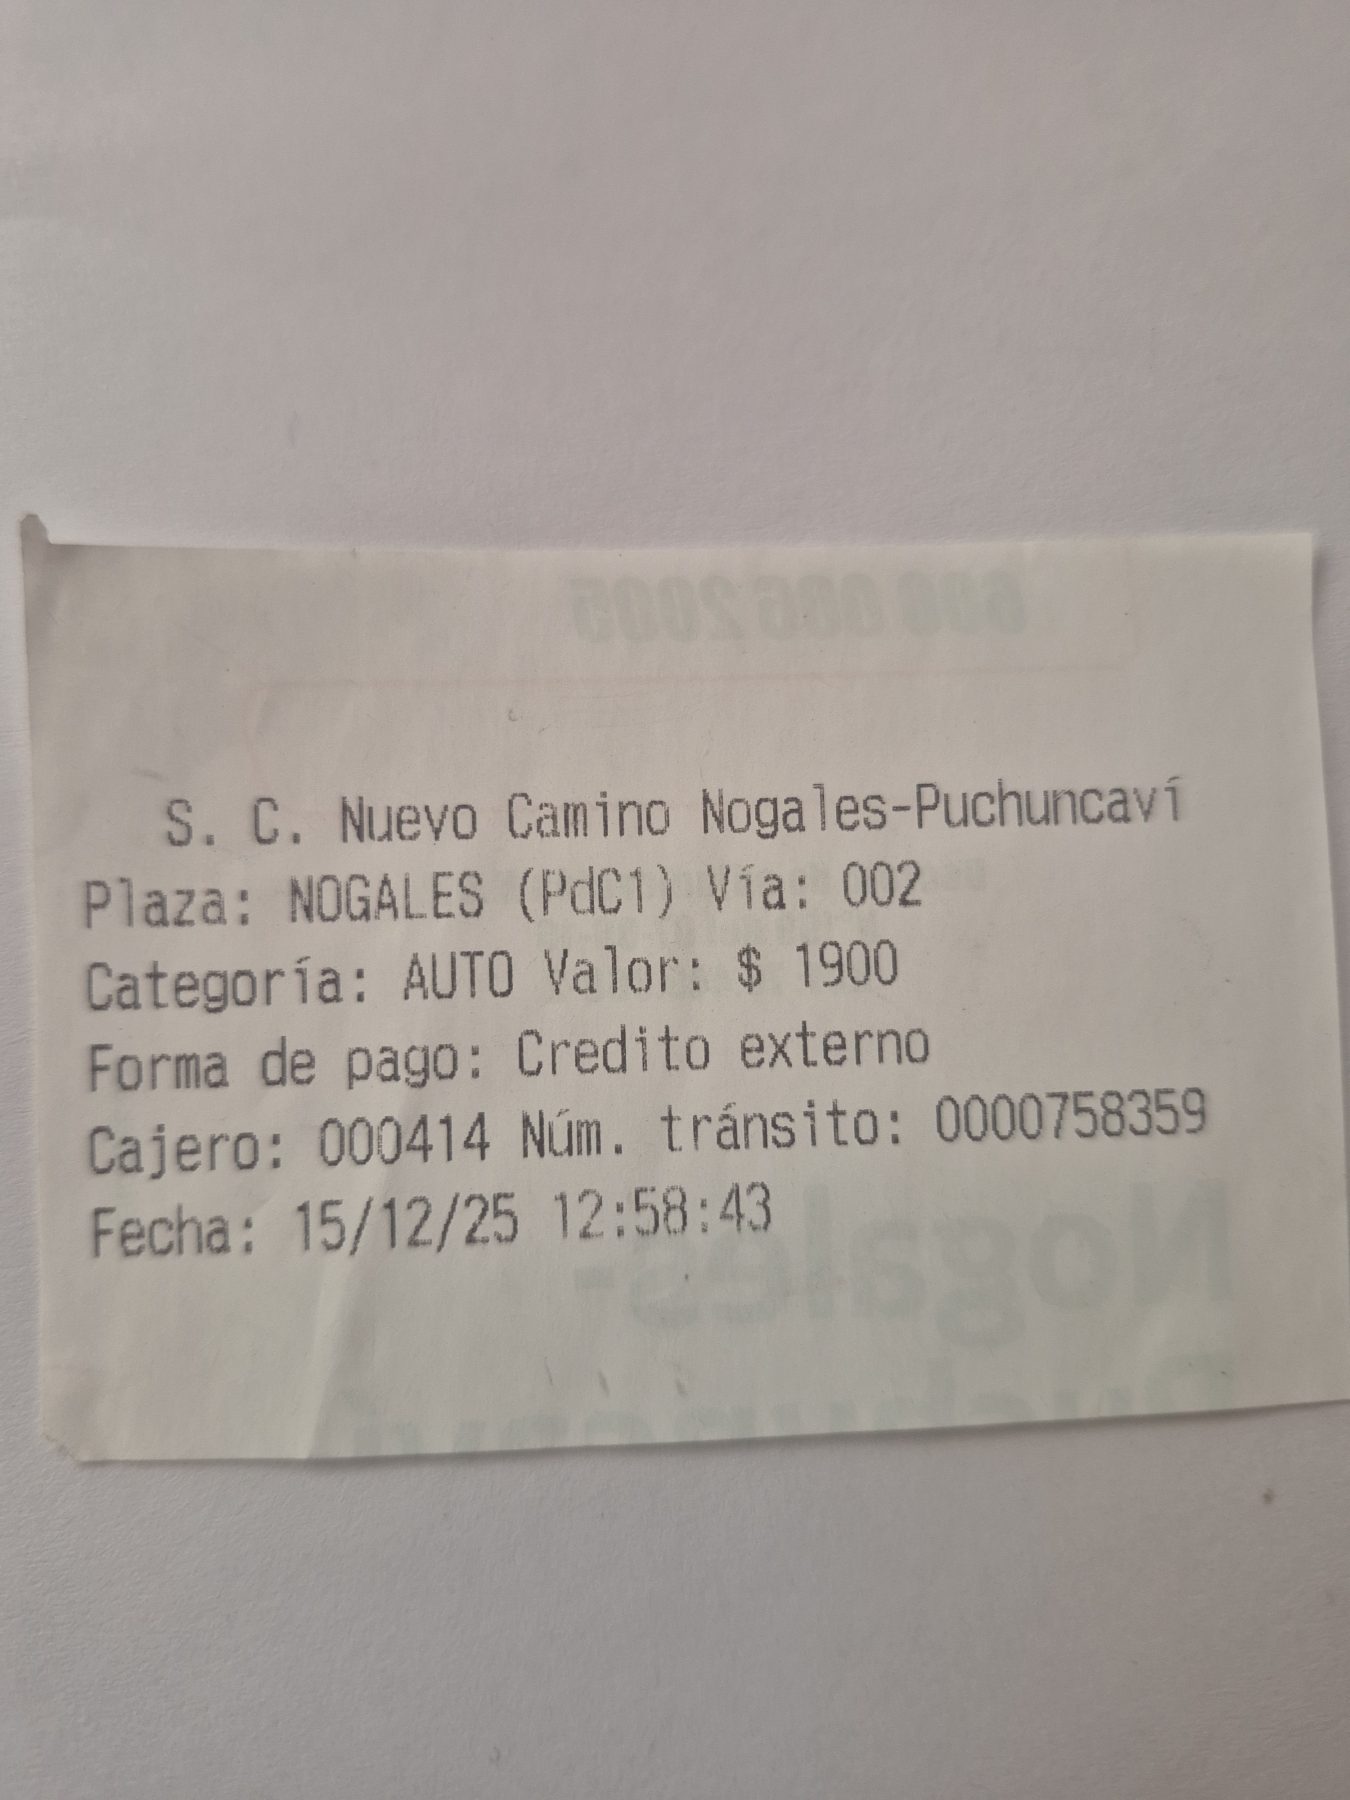 S. C. Nuevo Camino Nogales-Puchuncaví
Plaza: NOGALES (PdC1) Vía: 002
Categoría: AUTO Valor: $ 1900
Forma de pago: Credito externo
Cajero: 000414 Núm. tránsito: 0000758359
Fecha: 15/12/25 12:58:43
Nogales-